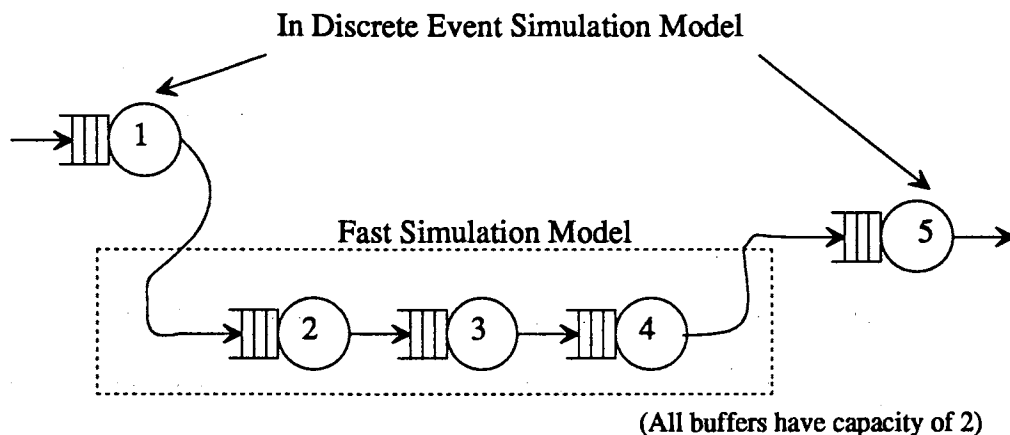 In Discrete Event Simulation Model
1
5
Fast Simulation Model
2
3
4
(All buffers have capacity of 2)